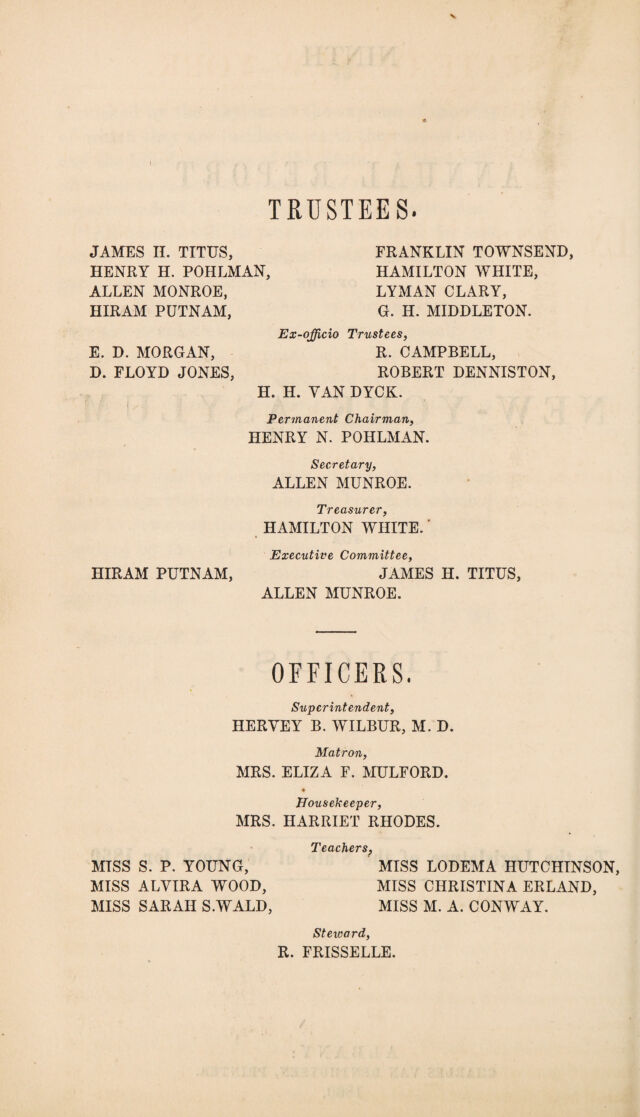 TRUSTEES.
JAMES H. TITUS, FRANKLIN TOWNSEND,
HENRY H. POHLMAN, HAMILTON WHITE,
ALLEN MONROE, LYMAN CLARY,
HIRAM PUTNAM, G. H. MIDDLETON.
Ex-officio Trustees,
E. D. MORGAN, R. CAMPBELL,
D. FLOYD JONES, ROBERT DENNISTON,
H. H. VAN DYCK.
Permanent Chairman,
HENRY N. POHLMAN.
Secretary,
ALLEN MUNROE.
Treasurer,
HAMILTON WHITE.
Executive Committee,
HIRAM PUTNAM, JAMES H. TITUS,
ALLEN MUNROE.
OFFICERS.
Superintendent,
HERVEY B. WILBUR, M. D.
Matron,
MRS. ELIZA F. MULFORD.
Housekeeper,
MRS. HARRIET RHODES.
Teachers,
MISS S. P. YOUNG, MISS LODEMA HUTCHINSON,
MISS ALVIRA WOOD, MISS CHRISTINA ERLAND,
MISS SARAH S.WALD, MISS M. A. CONWAY.
Steward,
R. FRISSELLE.